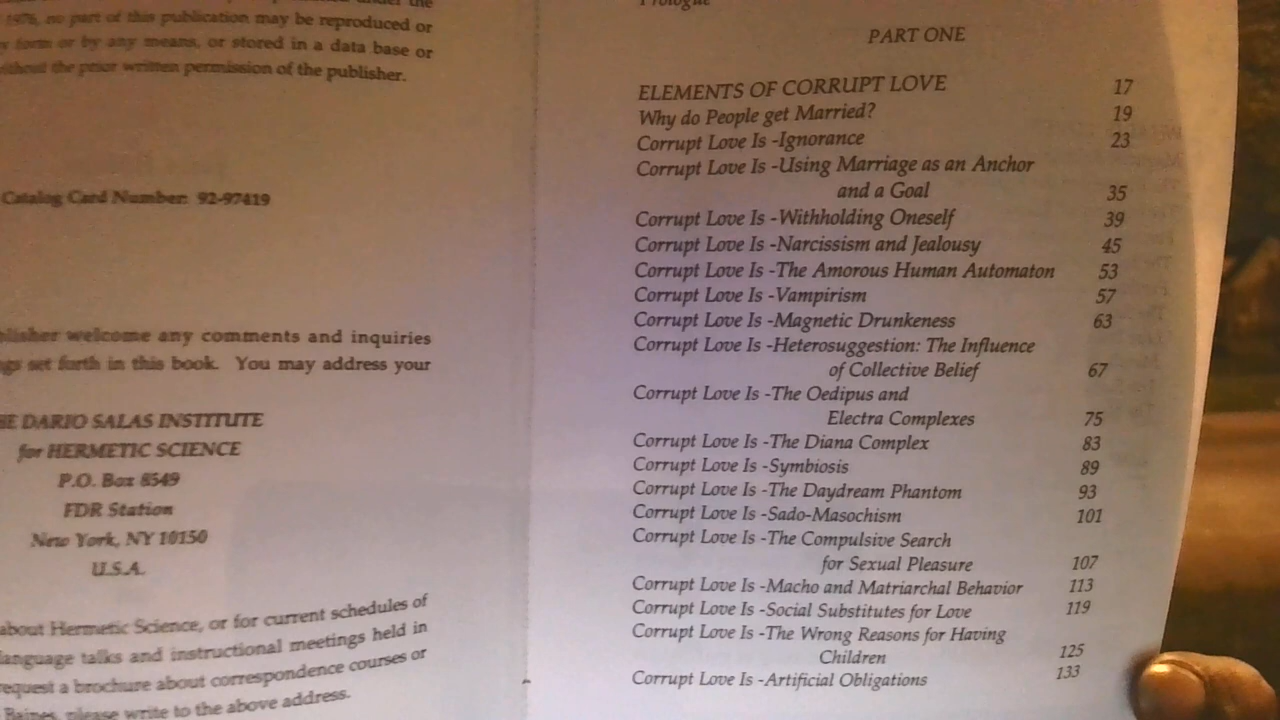 1976, no part of this publication may be reproduced or
form or by any means, or stored in a data base or
without the prior written permission of the publisher.
Catalog Card Number: 92-97419
welcome any comments and inquiries
set forth in this book. You may address your
DARIO SALAS INSTITUTE
for HERMETIC SCIENCE
P.O. Box 8549
FDR Station
New York, NY 10150
U.S.A.
about Hermetic Science, or for current schedules of
language talks and instructional meetings held in
request a brochure about correspondence courses or
Baines, please write to the above address.
Prologue
PART ONE
ELEMENTS OF CORRUPT LOVE 17
Why do People get Married? 19
Corrupt Love Is -Ignorance 23
Corrupt Love Is -Using Marriage as an Anchor
and a Goal 35
Corrupt Love Is -Withholding Oneself 39
Corrupt Love Is -Narcissism and Jealousy 45
Corrupt Love Is -The Amorous Human Automaton 53
Corrupt Love Is -Vampirism 57
Corrupt Love Is -Magnetic Drunkeness 63
Corrupt Love Is -Heterosuggestion: The Influence
of Collective Belief 67
Corrupt Love Is -The Oedipus and
Electra Complexes 75
Corrupt Love Is -The Diana Complex 83
Corrupt Love Is -Symbiosis 89
Corrupt Love Is -The Daydream Phantom 93
Corrupt Love Is -Sado-Masochism 101
Corrupt Love Is -The Compulsive Search
for Sexual Pleasure 107
Corrupt Love Is -Macho and Matriarchal Behavior 113
Corrupt Love Is -Social Substitutes for Love 119
Corrupt Love Is -The Wrong Reasons for Having
Children 125
Corrupt Love Is -Artificial Obligations 133